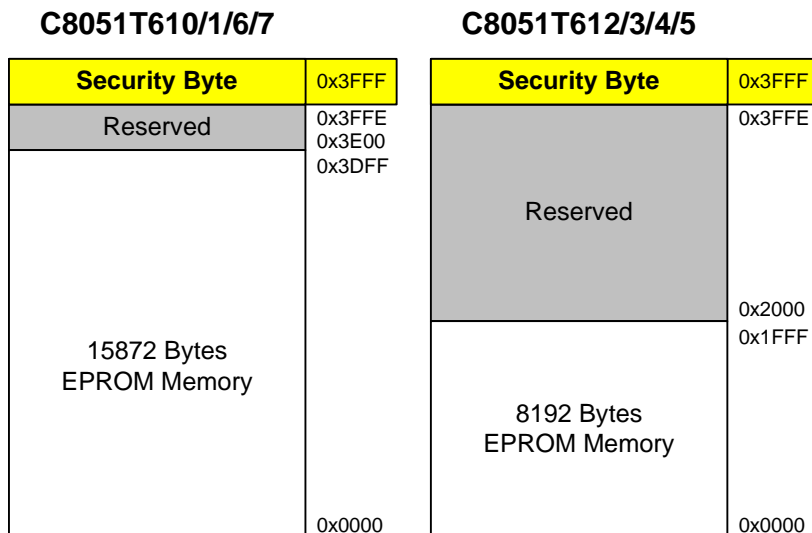 C8051T610/1/6/7
Security Byte 0x3FFF
Reserved
0x3FFE
0x3E00
0x3DFF
15872 Bytes
EPROM Memory
0x0000
C8051T612/3/4/5
Security Byte 0x3FFF
0x3FFE
Reserved
0x2000
0x1FFF
8192 Bytes
EPROM Memory
0x0000